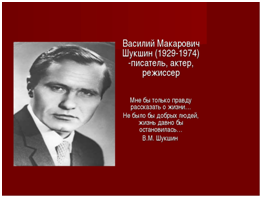 Василий Макарович
Шукшин (1929-1974)
-писатель, актер,
режиссер
Мне бы только правду
рассказать о жизни…
Не было бы добрых людей,
жизнь давно бы
остановилась…
В.М. Шукшин